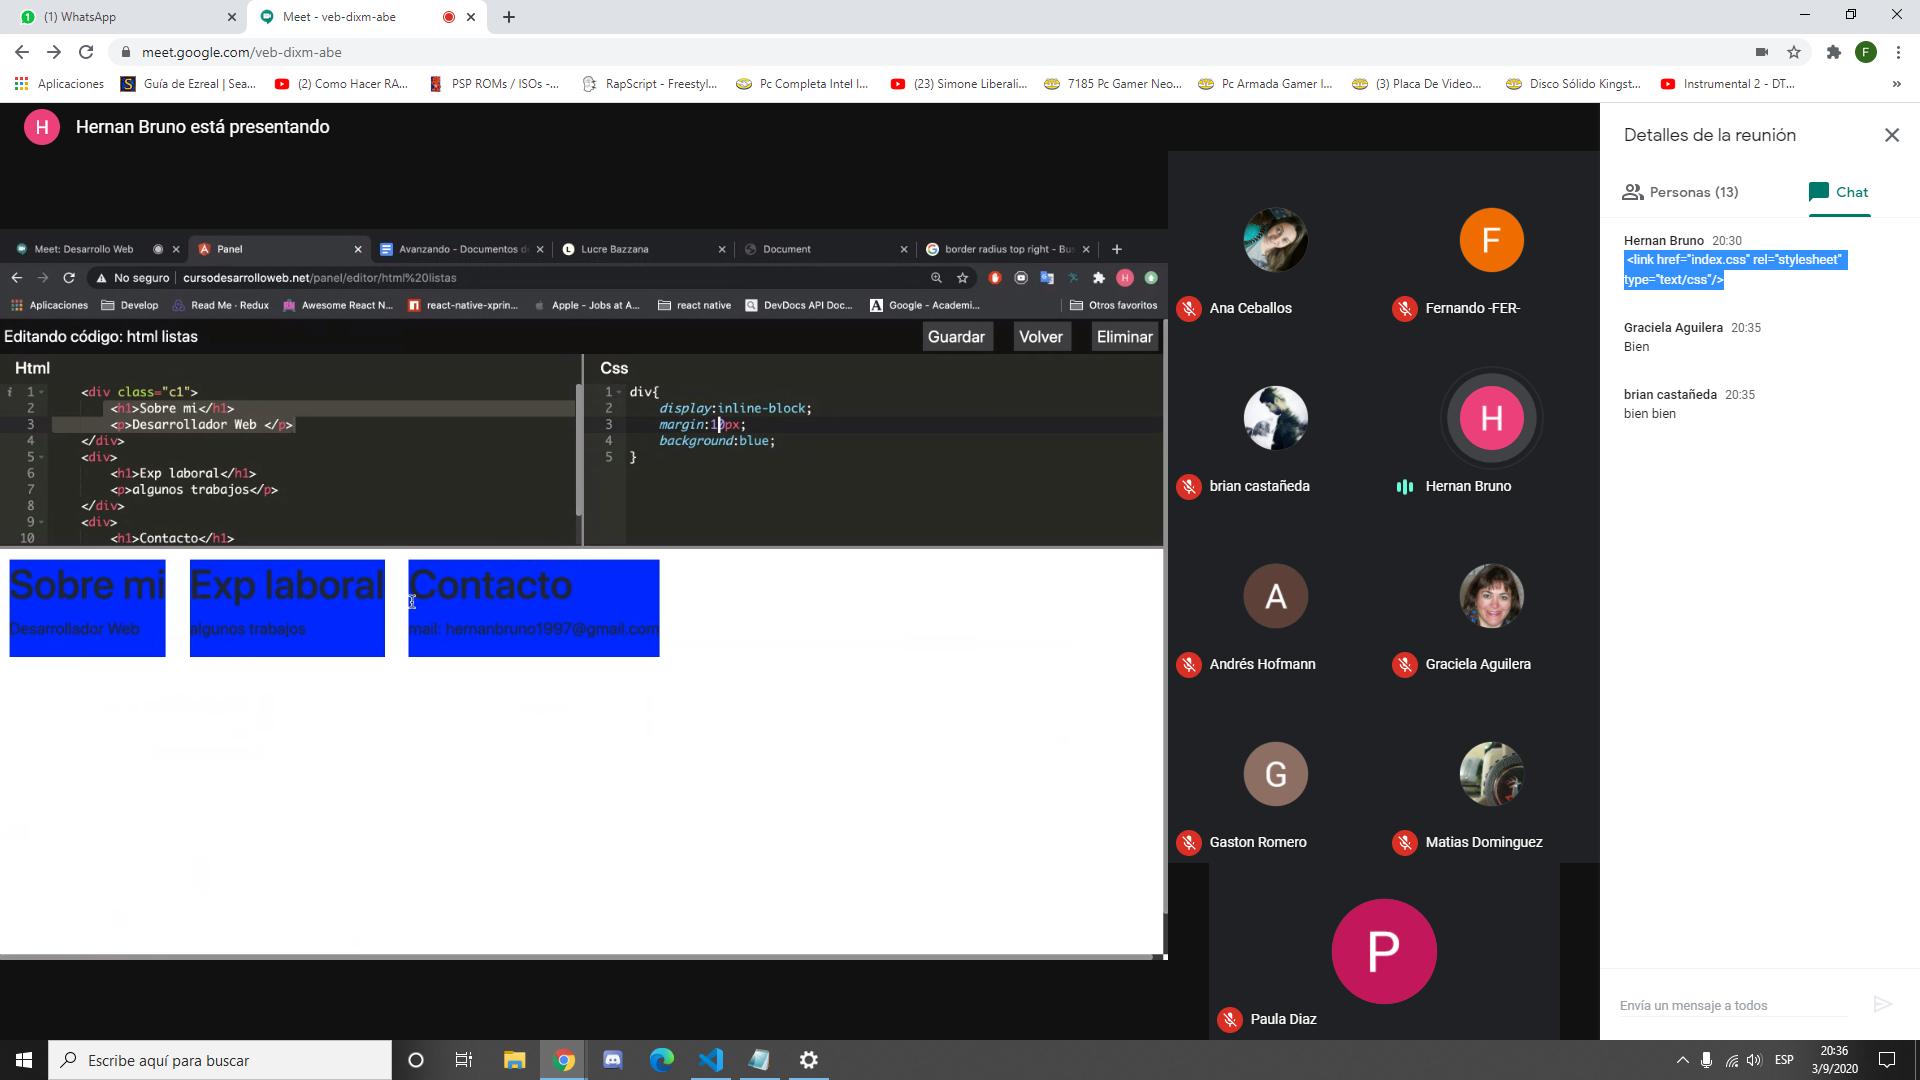 (1) WhatsApp
Meet - veb-dixm-abe
meet.google.com/veb-dixm-abe
F
Aplicaciones
Guía de Ezreal | Sea...
(2) Como Hacer RA...
PSP ROMs / ISOs -...
RapScript - Freestyl...
Pc Completa Intel I...
(23) Simone Liberali...
7185 Pc Gamer Neo...
Pc Armada Gamer I...
(3) Placa De Video...
Disco Sólido Kingst...
Instrumental 2 - DT...
»
H
Hernan Bruno está presentando
Meet: Desarrollo Web
Panel
Avanzando - Documentos d
Lucre Bazzana
Document
border radius top right - Bus
No seguro
cursodesarrolloweb.net/panel/editor/html%20listas
H
Aplicaciones
Develop
Read Me · Redux
Awesome React N...
react-native-xprin...
Apple - Jobs at A...
react native
DevDocs API Doc...
Google - Academi...
Otros favoritos
Editando código: html listas
Guardar
Volver
Eliminar
Html
1 <div class="c1">
2 <h1>Sobre mi</h1>
3 <p>Desarrollador Web </p>
4 </div>
5 <div>
6 <h1>Exp laboral</h1>
7 <p>algunos trabajos</p>
8 </div>
9 <div>
10 <h1>Contacto</h1>
Css
1 div{
2 display:inline-block;
3 margin:10px;
4 background:blue;
5 }
Sobre mi
Desarrollador Web
Exp laboral
algunos trabajos
Contacto
mail: hernanbruno1997@gmail.com
Ana Ceballos
F
Fernando -FER-
brian castañeda
H
Hernan Bruno
A
Andrés Hofmann
Graciela Aguilera
G
Gaston Romero
Matias Dominguez
P
Paula Diaz
Detalles de la reunión
Personas (13)
Chat
Hernan Bruno 20:30
<link href="index.css" rel="stylesheet"
type="text/css"/>
Graciela Aguilera 20:35
Bien
brian castañeda 20:35
bien bien
Envía un mensaje a todos
Escribe aquí para buscar
ESP
20:36
3/9/2020